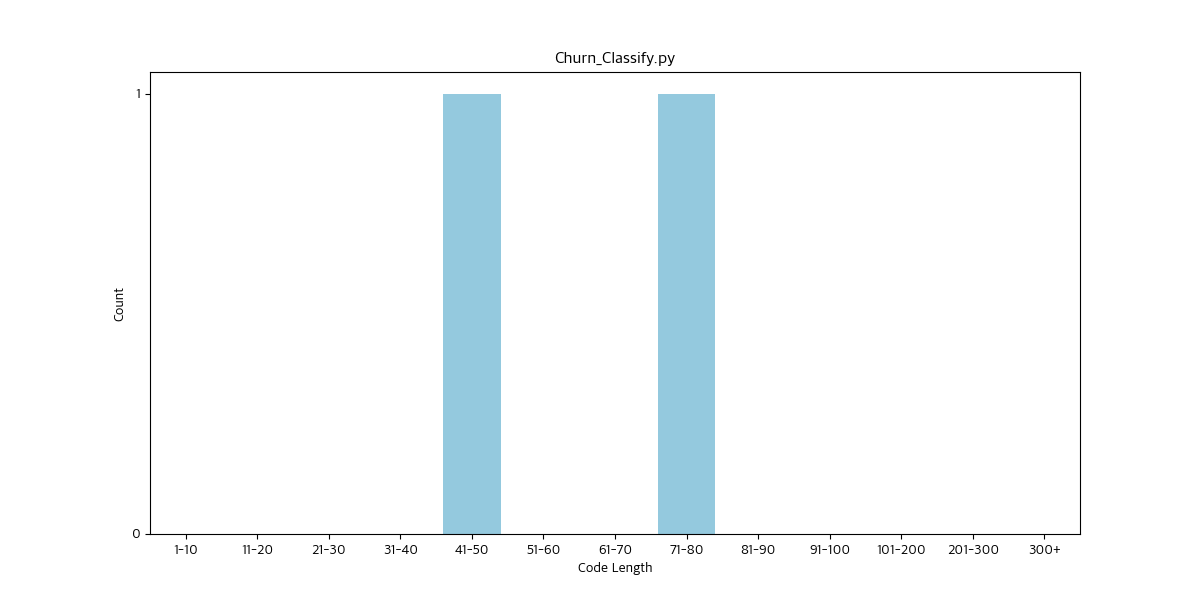 Churn_Classify.py
1
Count
0
1-10 11-20 21-30 31-40 41-50 51-60 61-70 71-80 81-90 91-100 101-200 201-300 300+
Code Length